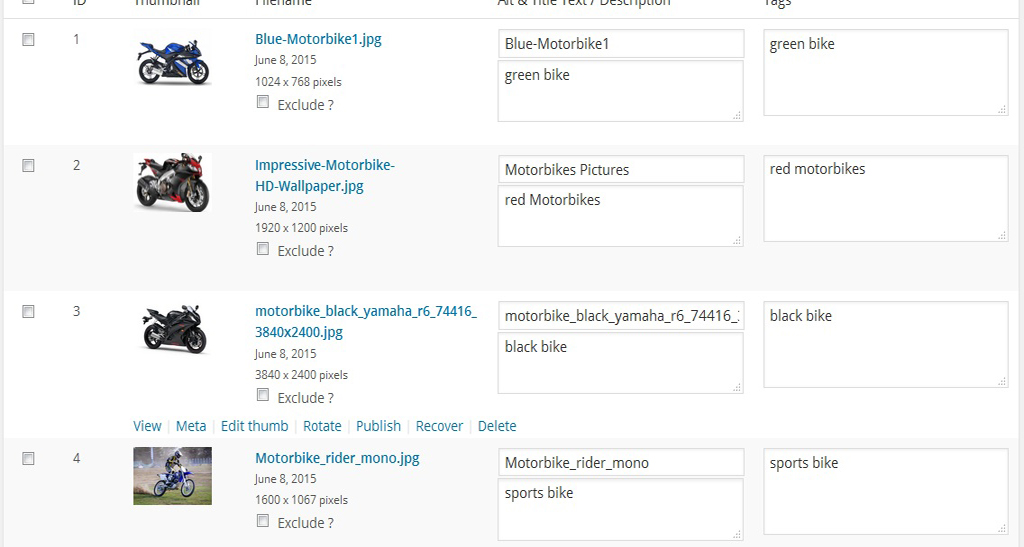 ID Thumbnail Filename Alt & Title Text / Description Tags
1
Blue-Motorbike1.jpg
June 8, 2015
1024 x 768 pixels
Exclude ?
Blue-Motorbike1
green bike
green bike
2
Impressive-Motorbike-
HD-Wallpaper.jpg
June 8, 2015
1920 x 1200 pixels
Exclude ?
Motorbikes Pictures
red Motorbikes
red motorbikes
3
motorbike_black_yamaha_r6_74416_
3840x2400.jpg
June 8, 2015
3840 x 2400 pixels
Exclude ?
motorbike_black_yamaha_r6_74416_
black bike
black bike
View | Meta | Edit thumb | Rotate | Publish | Recover | Delete
4
Motorbike_rider_mono.jpg
June 8, 2015
1600 x 1067 pixels
Exclude ?
Motorbike_rider_mono
sports bike
sports bike